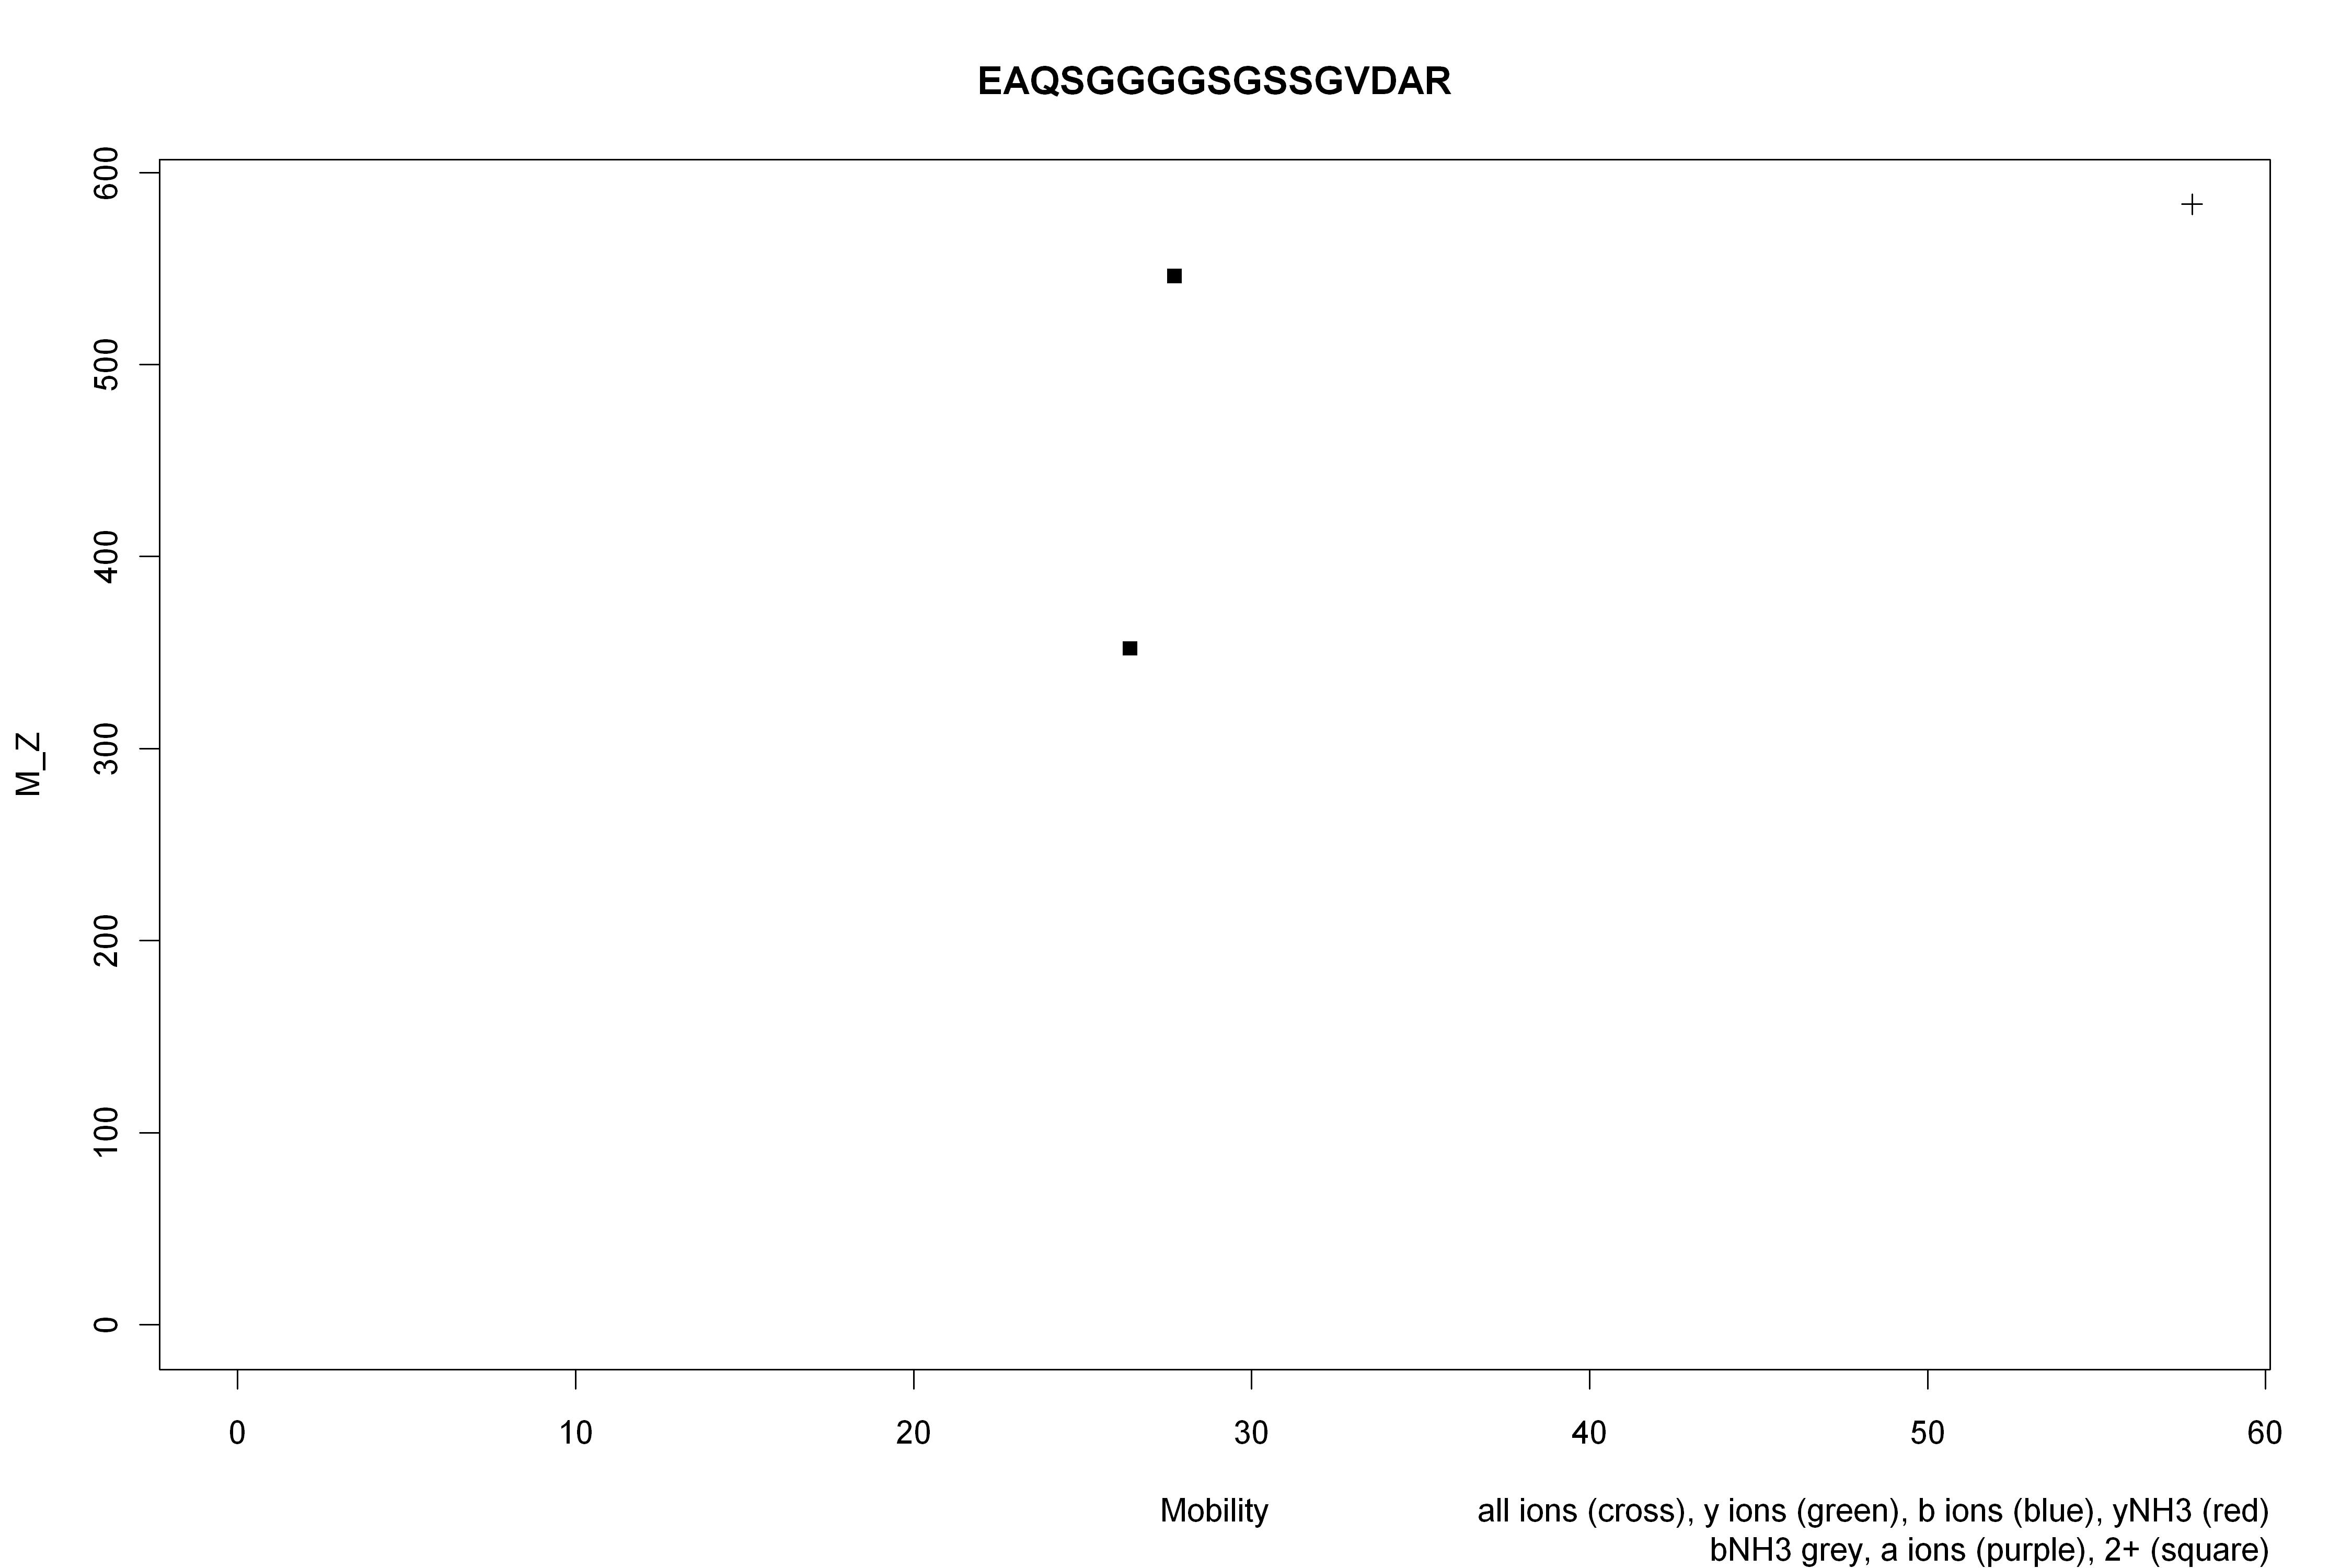 EAQSGGGGSGSSGVDAR
600
500
400
300
200
100
0
M_Z
0 10 20 30 40 50 60
Mobility
all ions (cross), y ions (green), b ions (blue), yNH3 (red)
bNH3 grey, a ions (purple), 2+ (square)